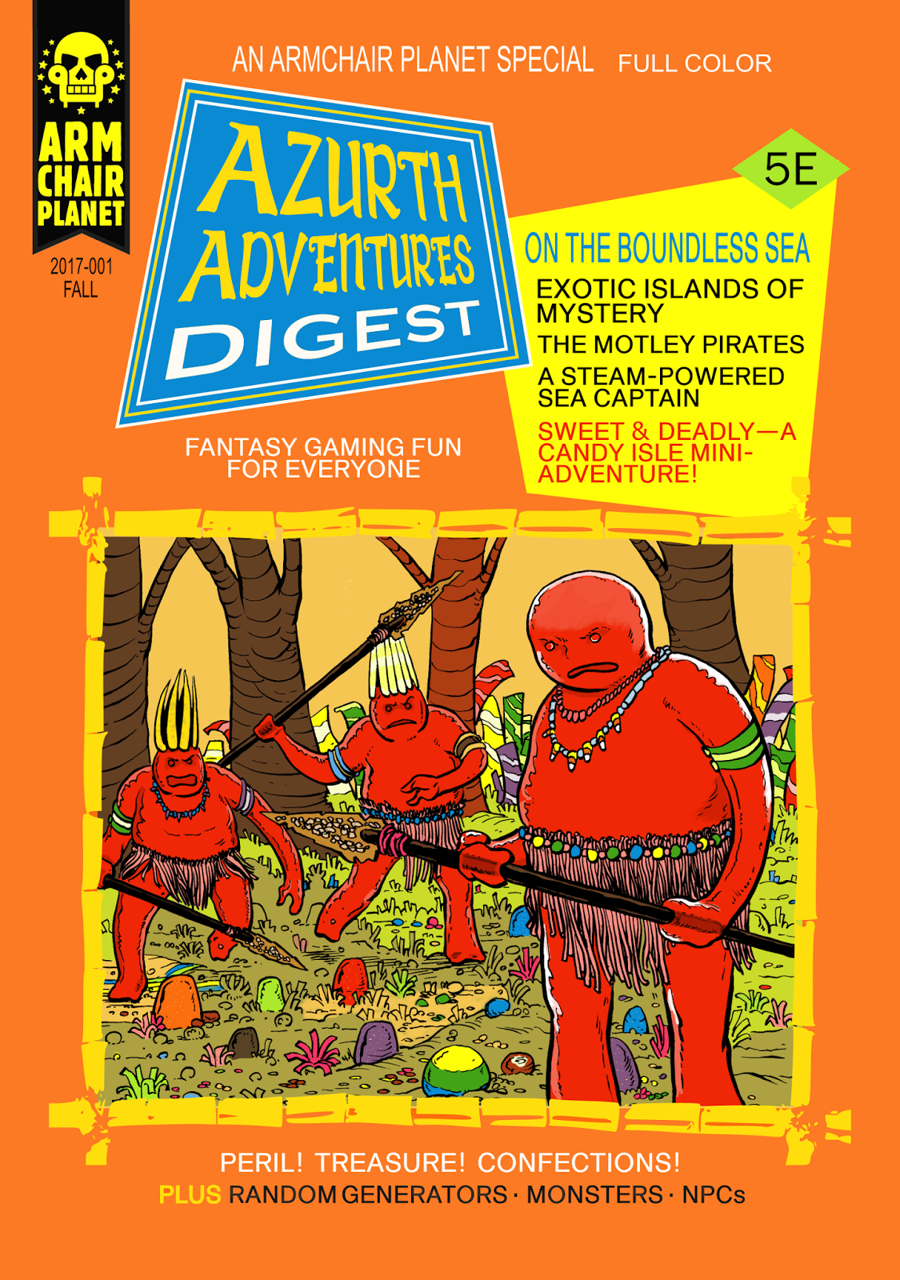 AN ARMCHAIR PLANET SPECIAL FULL COLOR
ARM
CHAIR
PLANET
2017-001
FALL
AZURTH
ADVENTURES
DIGEST
FANTASY GAMING FUN
FOR EVERYONE
5E
ON THE BOUNDLESS SEA
EXOTIC ISLANDS OF
MYSTERY
THE MOTLEY PIRATES
A STEAM-POWERED
SEA CAPTAIN
SWEET & DEADLY—A
CANDY ISLE MINI-
ADVENTURE!
PERIL! TREASURE! CONFECTIONS!
PLUS RANDOM GENERATORS · MONSTERS · NPCs